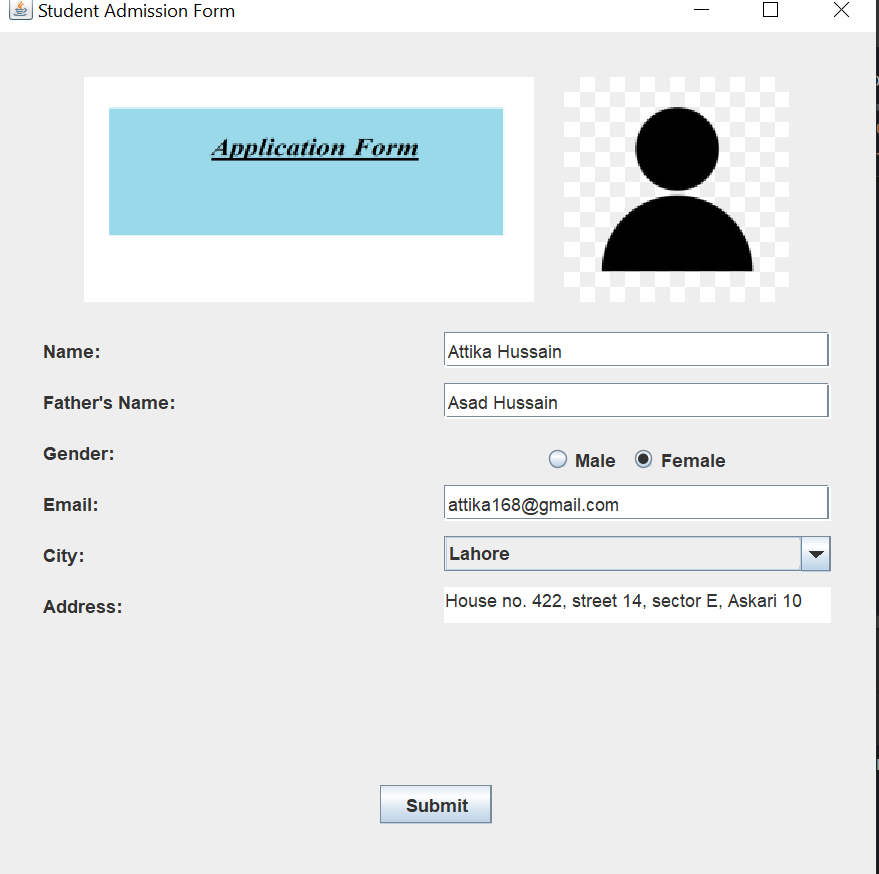 Student Admission Form
Application Form
Name: Attika Hussain
Father's Name: Asad Hussain
Gender: Male Female
Email: attika168@gmail.com
City: Lahore
Address: House no. 422, street 14, sector E, Askari 10
Submit